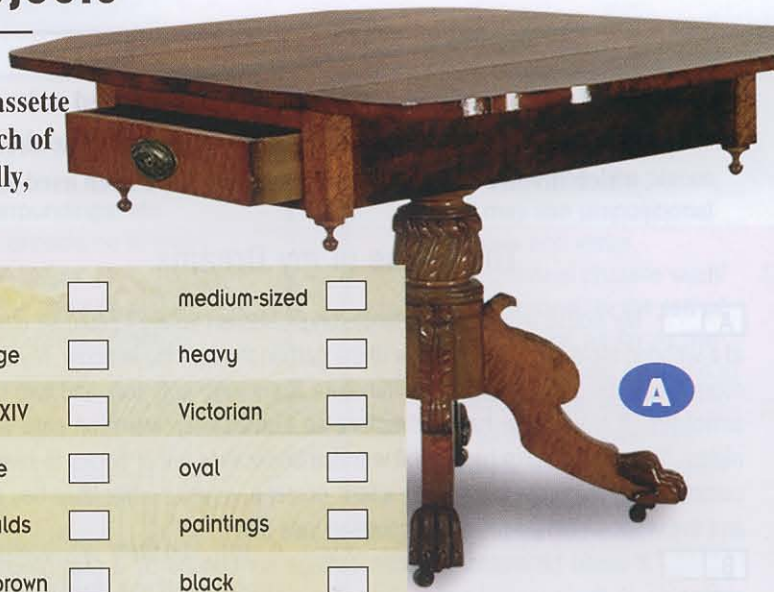 assette
ch of
lly,
medium-sized
ge heavy
XIV Victorian
e oval
lds paintings
brown black
A